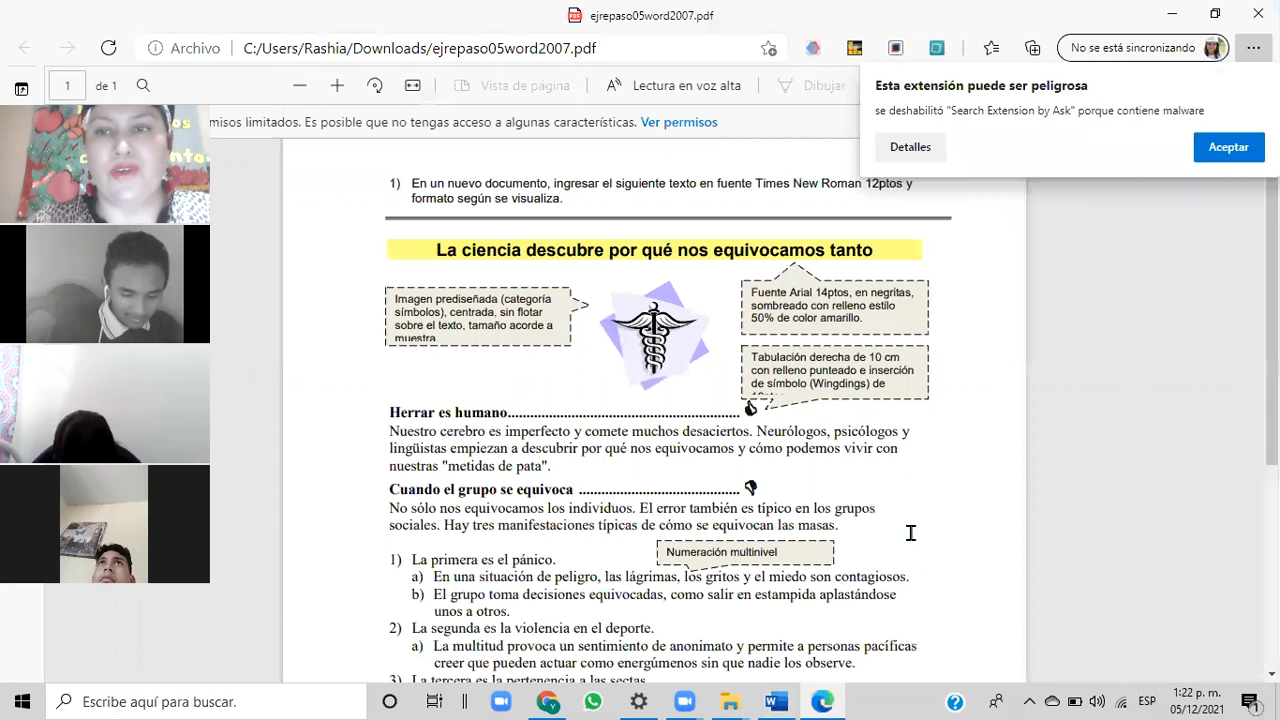 ejrepaso05word2007.pdf
Archivo
C:/Users/Rashia/Downloads/ejrepaso05word2007.pdf
No se está sincronizando
1
de 1
Vista de página
Lectura en voz alta
Dibujar
Esta extensión puede ser peligrosa
se deshabilitó "Search Extension by Ask" porque contiene malware
Detalles
Aceptar
misos limitados. Es posible que no tengas acceso a algunas características. Ver permisos
1) En un nuevo documento, ingresar el siguiente texto en fuente Times New Roman 12ptos y
formato según se visualiza.
La ciencia descubre por qué nos equivocamos tanto
Imagen prediseñada (categoría
símbolos), centrada, sin flotar
sobre el texto, tamaño acorde a
muestra
Fuente Arial 14ptos, en negritas,
sombreado con relleno estilo
50% de color amarillo.
Tabulación derecha de 10 cm
con relleno punteado e inserción
de símbolo (Wingdings) de
Herrar es humano
Nuestro cerebro es imperfecto y comete muchos desaciertos. Neurólogos, psicólogos y
lingüistas empiezan a descubrir por qué nos equivocamos y cómo podemos vivir con
nuestras "metidas de pata".
Cuando el grupo se equivoca
No sólo nos equivocamos los individuos. El error también es típico en los grupos
sociales. Hay tres manifestaciones típicas de cómo se equivocan las masas.
Numeración multinivel
1) La primera es el pánico.
a) En una situación de peligro, las lágrimas, los gritos y el miedo son contagiosos.
b) El grupo toma decisiones equivocadas, como salir en estampida aplastándose
unos a otros.
2) La segunda es la violencia en el deporte.
a) La multitud provoca un sentimiento de anonimato y permite a personas pacíficas
creer que pueden actuar como energúmenos sin que nadie los observe.
3) La tercera es la pertenencia a las sectas.
Escribe aquí para buscar.
ESP
1:22 p. m.
05/12/2021
1